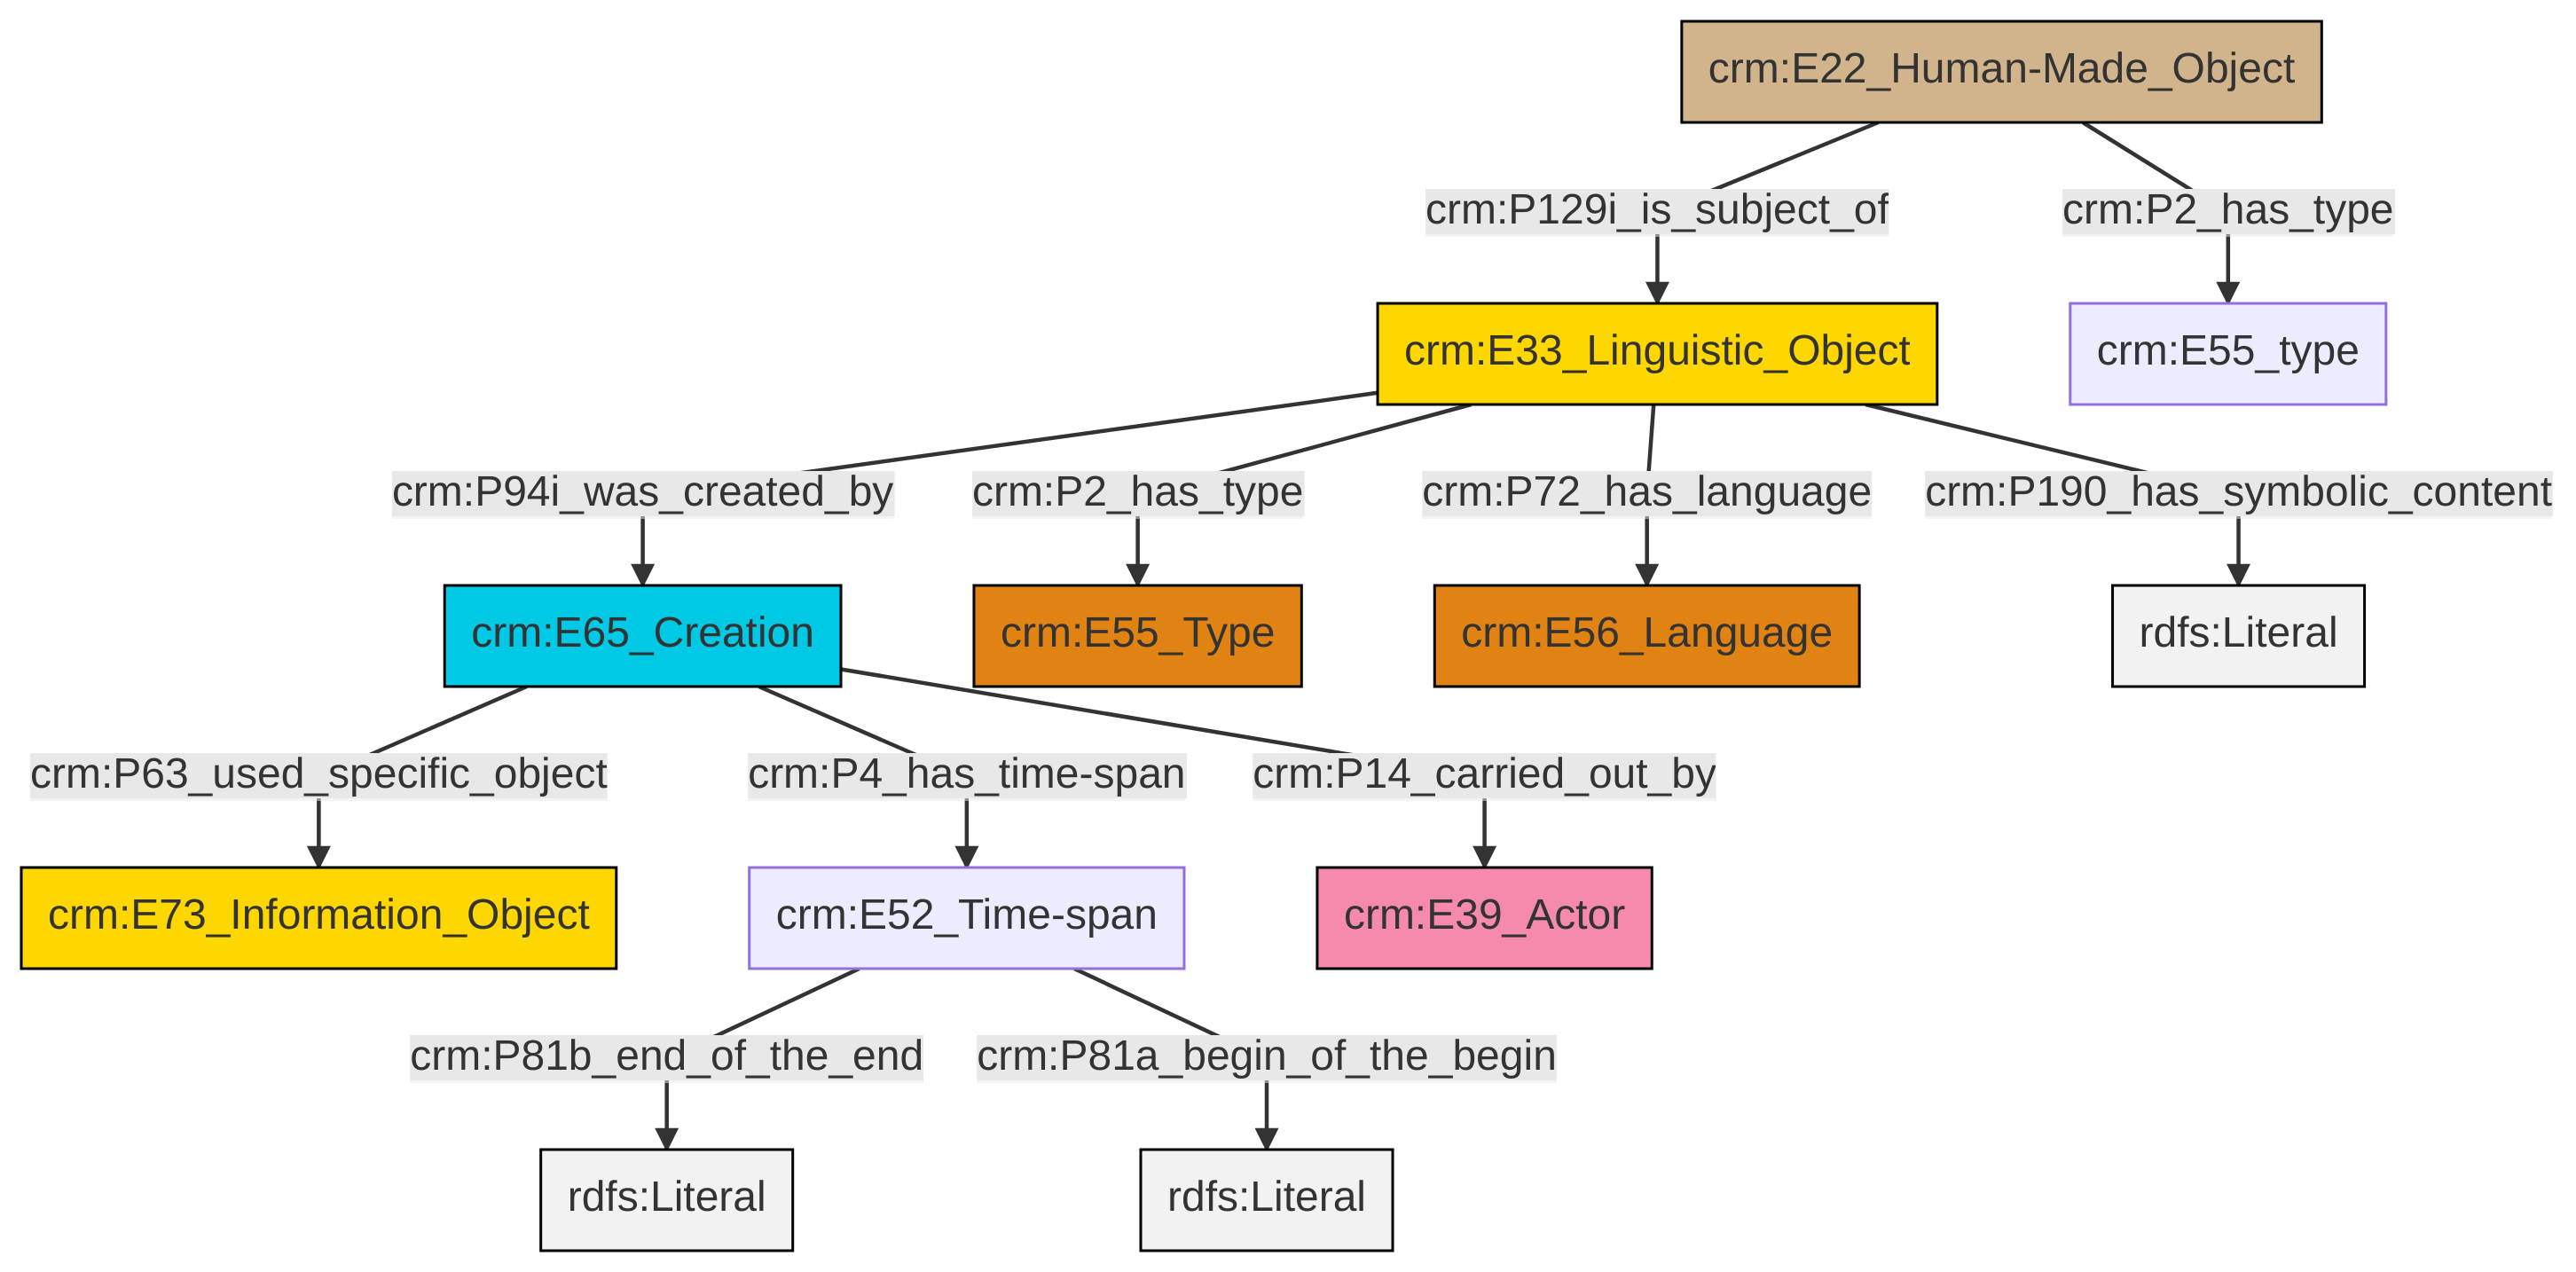 crm:E22_Human-Made_Object
crm:P129i_is_subject_of
crm:P2_has_type
crm:E33_Linguistic_Object
crm:E55_type
crm:P94i_was_created_by
crm:P2_has_type
crm:P72_has_language
crm:P190_has_symbolic_content
crm:E65_Creation
crm:E55_Type
crm:E56_Language
rdfs:Literal
crm:P63_used_specific_object
crm:P4_has_time-span
crm:P14_carried_out_by
crm:E73_Information_Object
crm:E52_Time-span
crm:E39_Actor
crm:P81b_end_of_the_end
crm:P81a_begin_of_the_begin
rdfs:Literal
rdfs:Literal